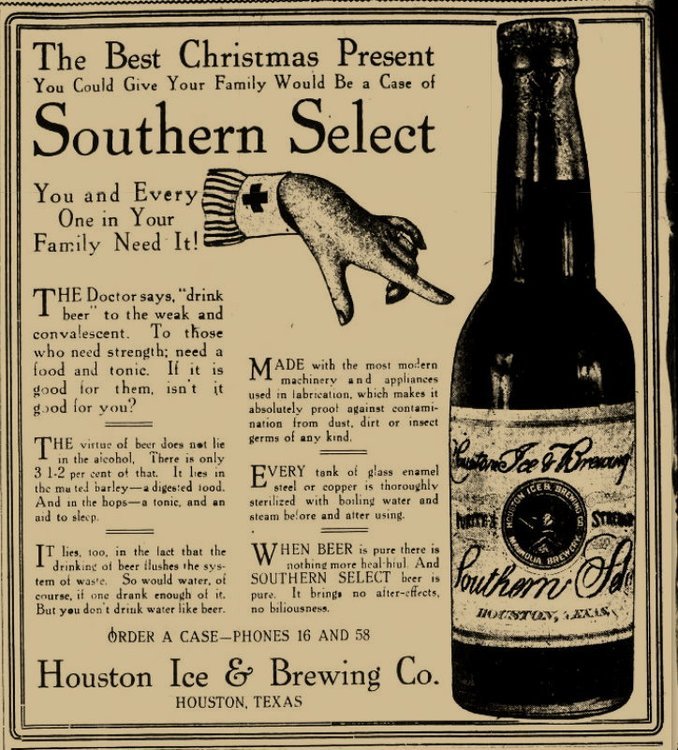 The Best Christmas Present
You Could Give Your Family Would Be a Case of
Southern Select
You and Every
One in Your
Family Need It!
THE Doctor says, "drink
beer" to the weak and
convalescent. To those
who need strength; need a
food and tonic. If it is
good for them, isn't it
good for you?
THE virtue of beer does not lie
in the alcohol, There is only
3 1-2 per cent of that. It lies in
the malted barley—a digested food.
And in the hops—a tonic, and an
aid to sleep.
IT lies, too, in the fact that the
drinking of beer flushes the sys-
tem of waste. So would water, of
course, if one drank enough of it.
But you don't drink water like beer.
MADE with the most modern
machinery and appliances
used in lubrication, which makes it
absolutely proof against contami-
nation from dust, dirt or insect
germs of any kind.
EVERY tank of glass enamel
steel or copper is thoroughly
sterilized with boiling water and
steam before and after using.
WHEN BEER is pure there is
nothing more healthful. And
SOUTHERN SELECT beer is
pure. It brings no after-effects,
no biliousness.
ORDER A CASE—PHONES 16 AND 58
Houston Ice & Brewing Co.
HOUSTON, TEXAS
Houston Ice & Brewing
HOUSTON ICE & BREWING CO
MAGNOLIA BREWERY
PURITY & STRENG
Southern Sele
HOUSTON, TEXAS,